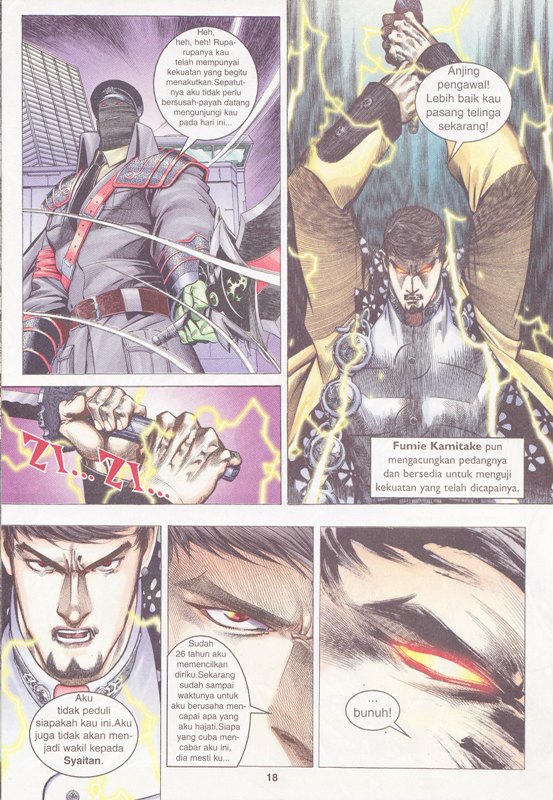 Heh,
heh, heh! Rupa-
rupanya kau
telah mempunyai
kekuatan yang begitu
menakutkan.Sepatut-
nya aku tidak perlu
bersusah-payah datang
mengunjungi kau
pada hari ini...
Anjing
pengawal!
Lebih baik kau
pasang telinga
sekarang!
Fumie Kamitake pun
mengacungkan pedangnya
dan bersedia untuk menguji
kekuatan yang telah dicapainya.
ZI... ZI...
Aku
tidak peduli
siapakah kau ini.Aku
juga tidak akan men-
jadi wakil kepada
Syaitan.
Sudah
26 tahun aku
memencilkan
diriku.Sekarang
sudah sampai
waktunya untuk
aku berusaha men-
capai apa yang
aku hajati.Siapa
yang cuba men-
cabar aku ini,
dia mesti ku...
...
...
bunuh!
18